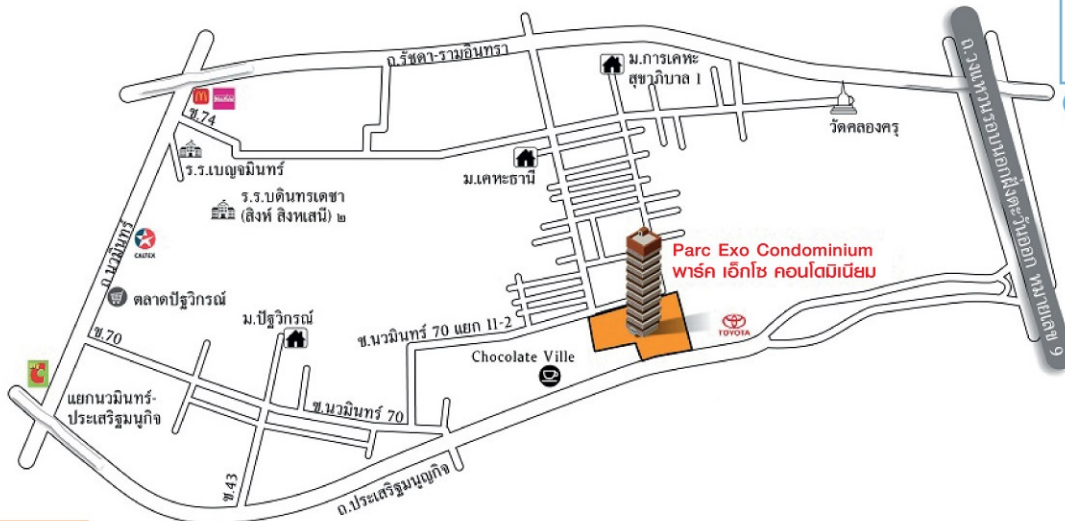 ถ.รัชดา-รามอินทรา
ม.การเคหะ
สุขาภิบาล 1
ถ.วงแหวนรอบนอกฝั่งตะวันออก หมายเลข 9
ซ.74
วัดคลองครุ
ร.ร.เบญจมินทร์
ม.เคหะธานี
ร.ร.บดินทรเดชา
(สิงห์ สิงหเสนี) ๒
ถ.นวมินทร์
CALTEX
Parc Exo Condominium
พาร์ค เอ็กโซ คอนโดมิเนียม
ตลาดปัฐวิกรณ์
ม.ปัฐวิกรณ์
ซ.นวมินทร์ 70 แยก 11-2
TOYOTA
ซ.70
Chocolate Ville
แยกนวมินทร์-
ประเสริฐมนูกิจ
ซ.นวมินทร์ 70
ซ.43
ถ.ประเสริฐมนูญกิจ